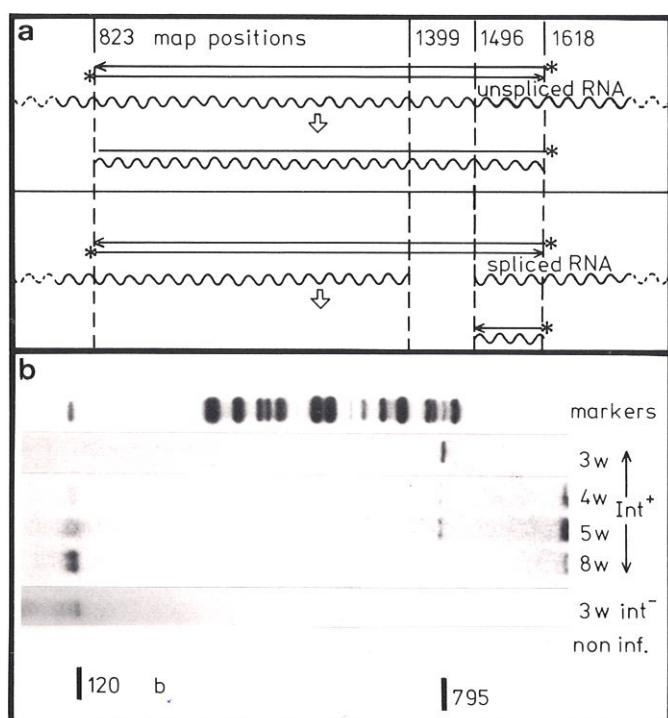 a
823 map positions 1399 1496 1618
* *
unspliced RNA
*
* *
spliced RNA
*
b
markers
3w
4w Int+
5w
8w
3w int-
non inf.
120 b 795